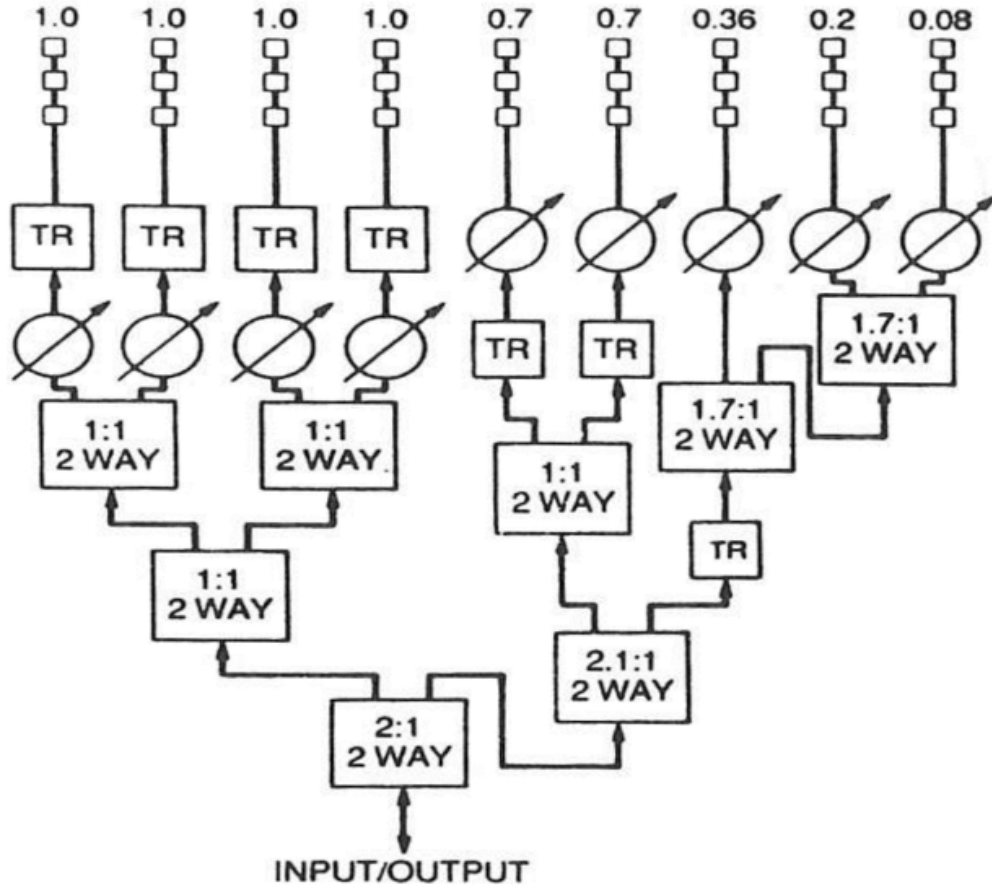 1.0 1.0 1.0 1.0 0.7 0.7 0.36 0.2 0.08
TR TR TR TR
1.7:1
2 WAY
TR TR
1:1
2 WAY
1:1
2 WAY
1.7:1
2 WAY
1:1
2 WAY
TR
1:1
2 WAY
2.1:1
2 WAY
2:1
2 WAY
INPUT/OUTPUT